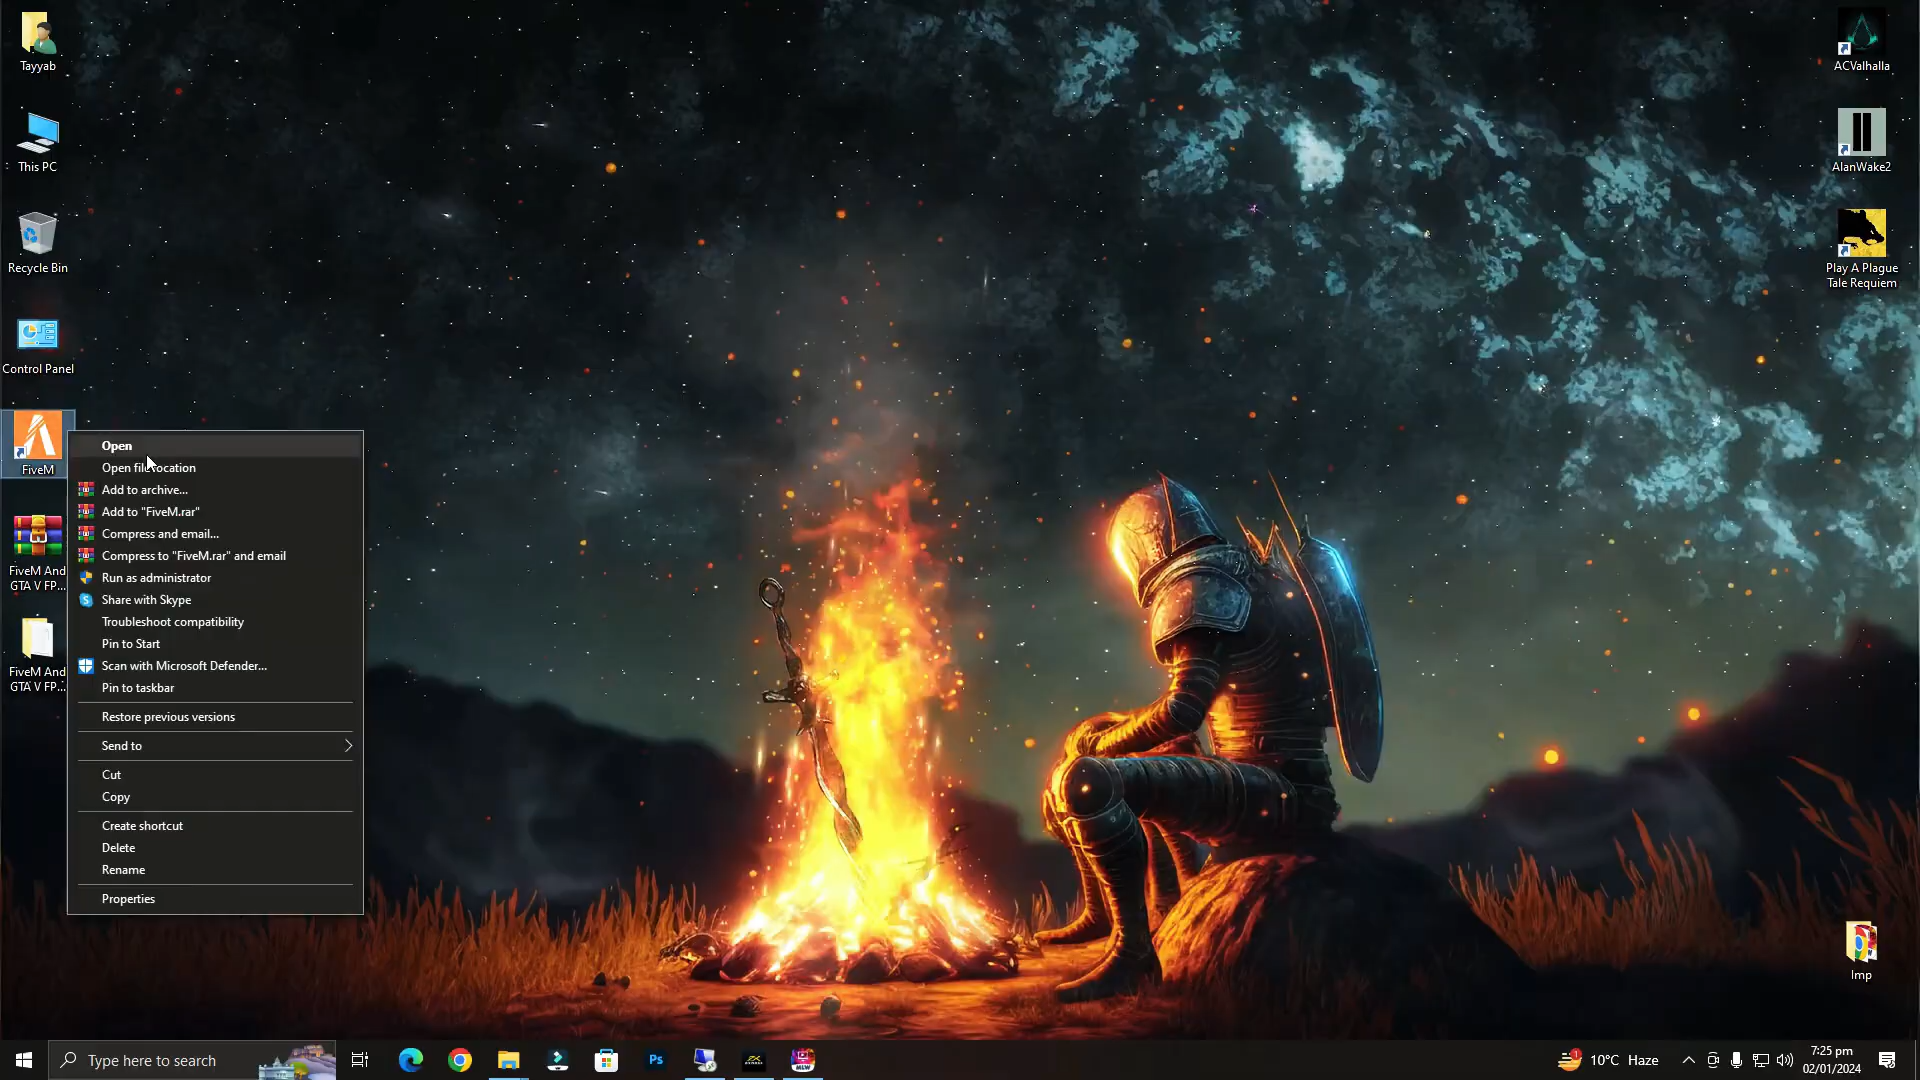 Tayyab
This PC
Recycle Bin
Control Panel
FiveM
FiveM And
GTA V FP...
FiveM And
GTA V FP...
Open
Open file location
Add to archive...
Add to "FiveM.rar"
Compress and email...
Compress to "FiveM.rar" and email
Run as administrator
Share with Skype
Troubleshoot compatibility
Pin to Start
Scan with Microsoft Defender...
Pin to taskbar
Restore previous versions
Send to
Cut
Copy
Create shortcut
Delete
Rename
Properties
ACValhalla
AlanWake2
Play A Plague
Tale Requiem
Imp
Type here to search
Ps
1
10°C Haze
7:25 pm
02/01/2024